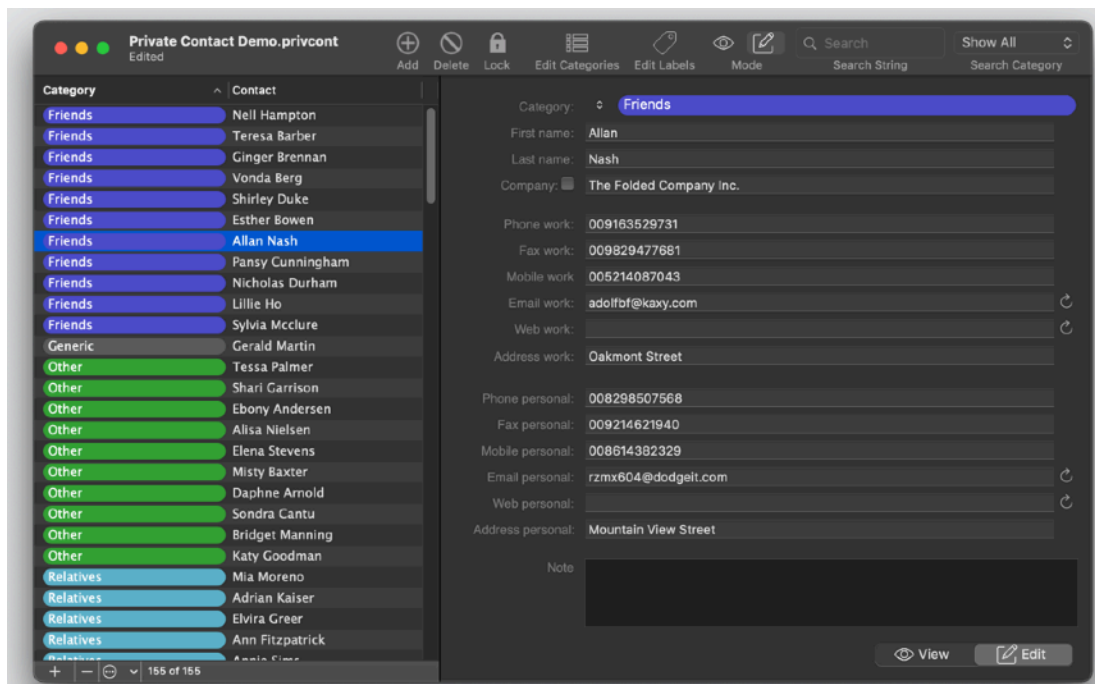 Private Contact Demo.privcont
Edited
Add Delete Lock Edit Categories Edit Labels Mode
Search
Search String
Show All
Search Category
Category Contact
Friends Nell Hampton
Friends Teresa Barber
Friends Ginger Brennan
Friends Vonda Berg
Friends Shirley Duke
Friends Esther Bowen
Friends Allan Nash
Friends Pansy Cunningham
Friends Nicholas Durham
Friends Lillie Ho
Friends Sylvia Mcclure
Generic Gerald Martin
Other Tessa Palmer
Other Shari Garrison
Other Ebony Andersen
Other Alisa Nielsen
Other Elena Stevens
Other Misty Baxter
Other Daphne Arnold
Other Sondra Cantu
Other Bridget Manning
Other Katy Goodman
Relatives Mia Moreno
Relatives Adrian Kaiser
Relatives Elvira Greer
Relatives Ann Fitzpatrick
Relatives Annie Sims
155 of 155
Category: Friends
First name: Allan
Last name: Nash
Company: The Folded Company Inc.
Phone work: 009163529731
Fax work: 009829477681
Mobile work 005214087043
Email work: adolfbf@kaxy.com
Web work:
Address work: Oakmont Street
Phone personal: 008298507568
Fax personal: 009214621940
Mobile personal: 008614382329
Email personal: rzmx604@dodgeit.com
Web personal:
Address personal: Mountain View Street
Note
View Edit